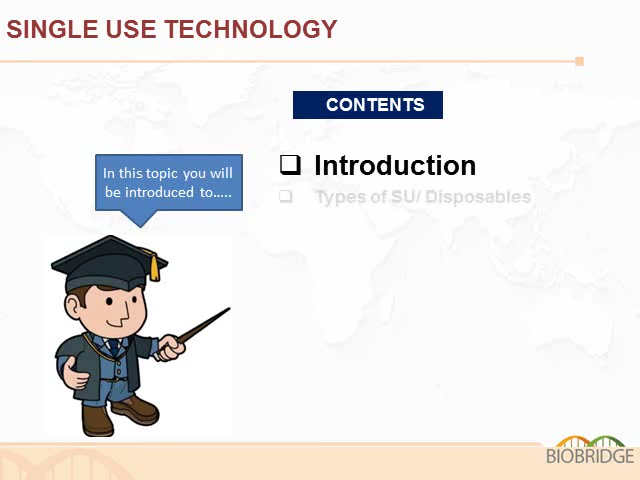 SINGLE USE TECHNOLOGY
CONTENTS
In this topic you will
be introduced to.....
Introduction
Types of SU/ Disposables
BIOBRIDGE